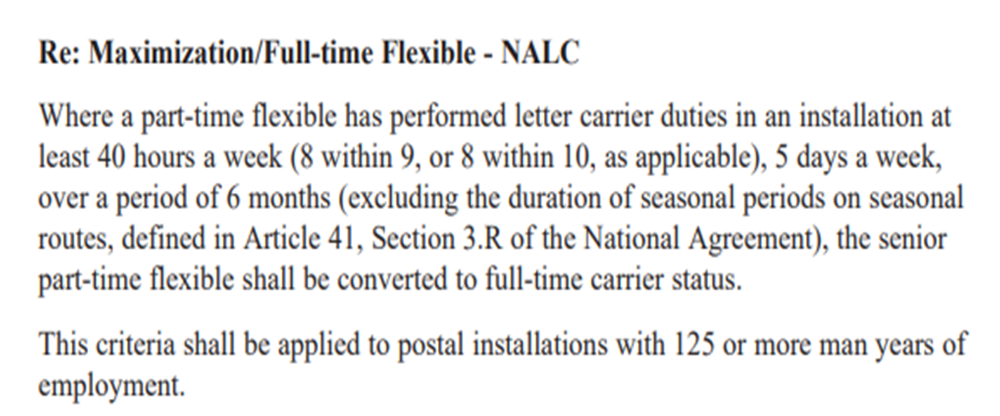 Re: Maximization/Full-time Flexible - NALC
Where a part-time flexible has performed letter carrier duties in an installation at
least 40 hours a week (8 within 9, or 8 within 10, as applicable), 5 days a week,
over a period of 6 months (excluding the duration of seasonal periods on seasonal
routes, defined in Article 41, Section 3.R of the National Agreement), the senior
part-time flexible shall be converted to full-time carrier status.
This criteria shall be applied to postal installations with 125 or more man years of
employment.